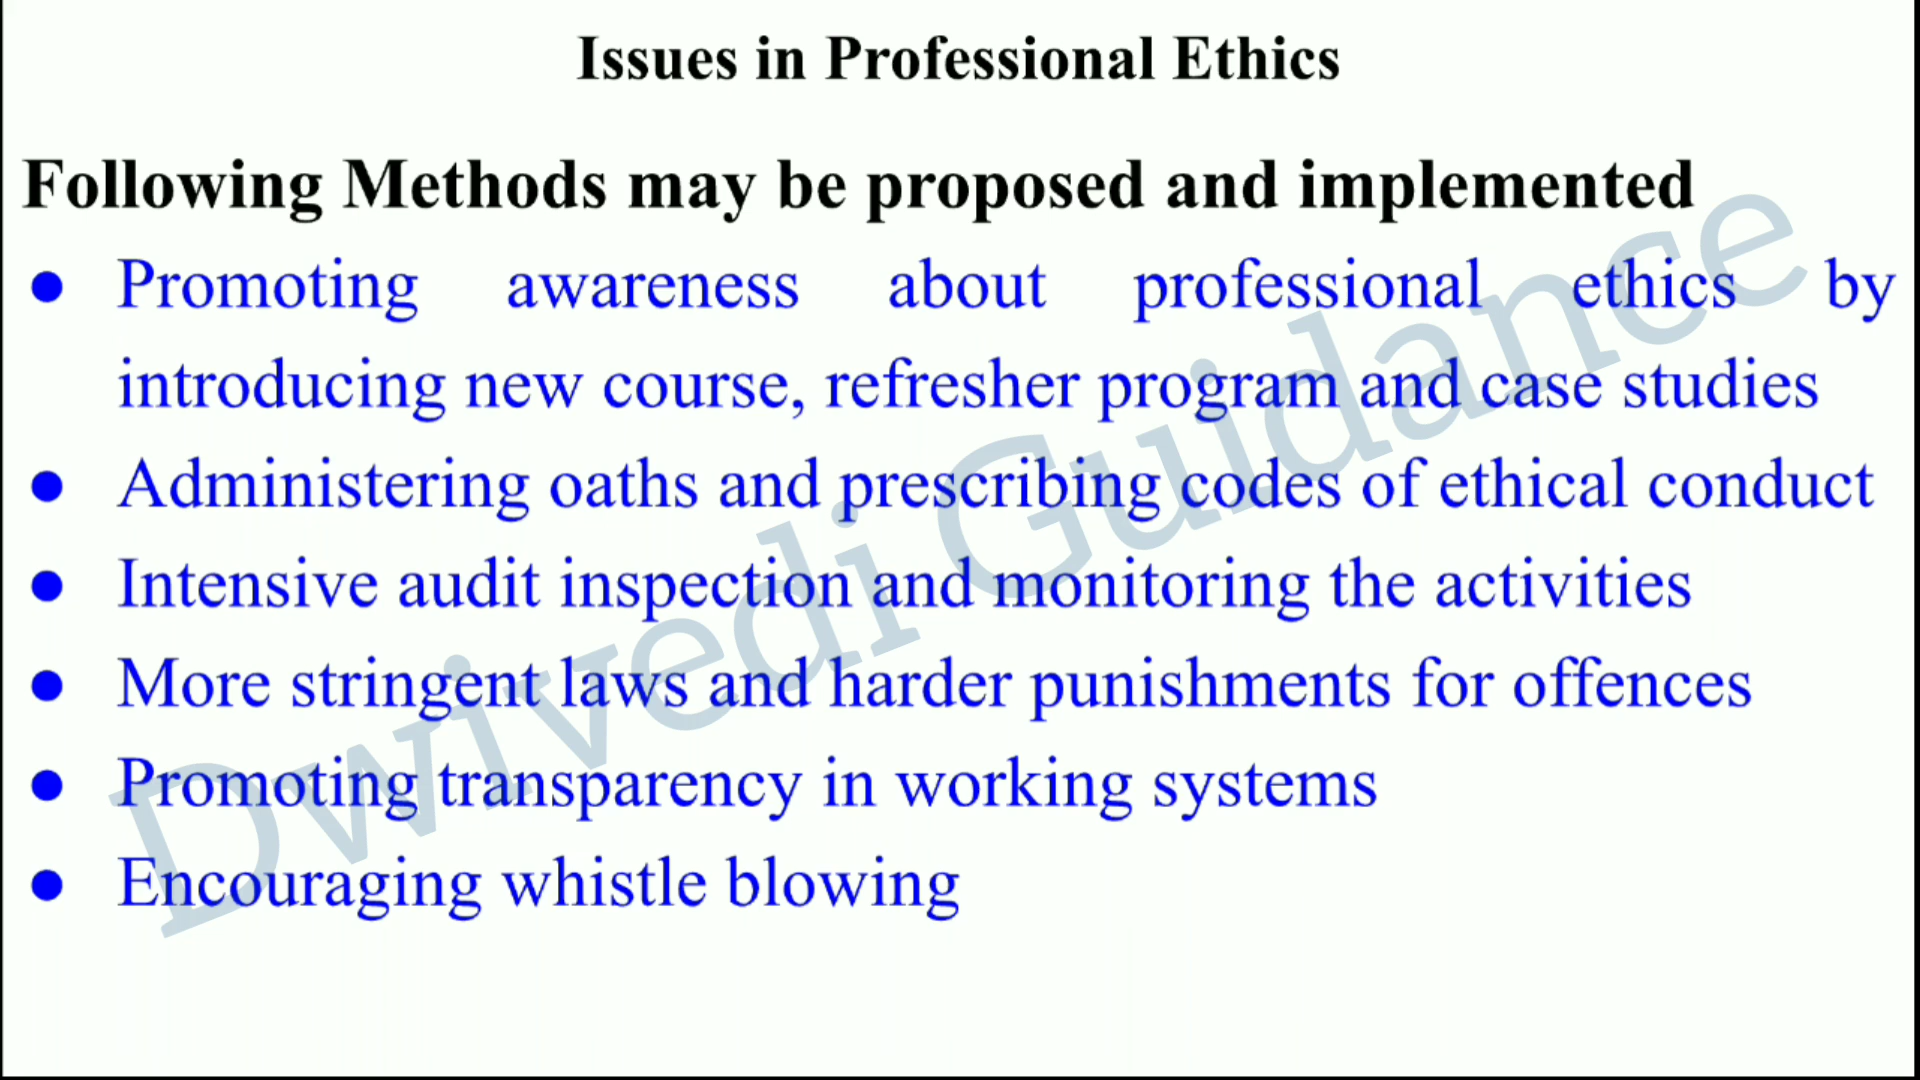 Issues in Professional Ethics
Following Methods may be proposed and implemented
● Promoting awareness about professional ethics by
introducing new course, refresher program and case studies
● Administering oaths and prescribing codes of ethical conduct
● Intensive audit inspection and monitoring the activities
● More stringent laws and harder punishments for offences
● Promoting transparency in working systems
● Encouraging whistle blowing
Dwivedi Guidance